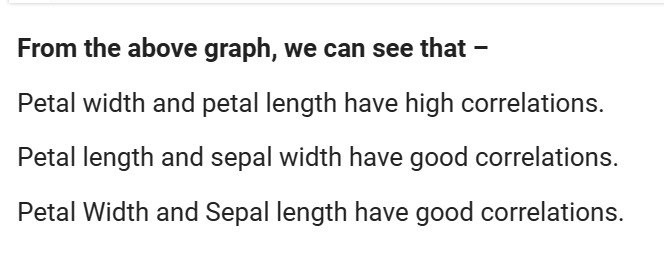 From the above graph, we can see that –
Petal width and petal length have high correlations.
Petal length and sepal width have good correlations.
Petal Width and Sepal length have good correlations.